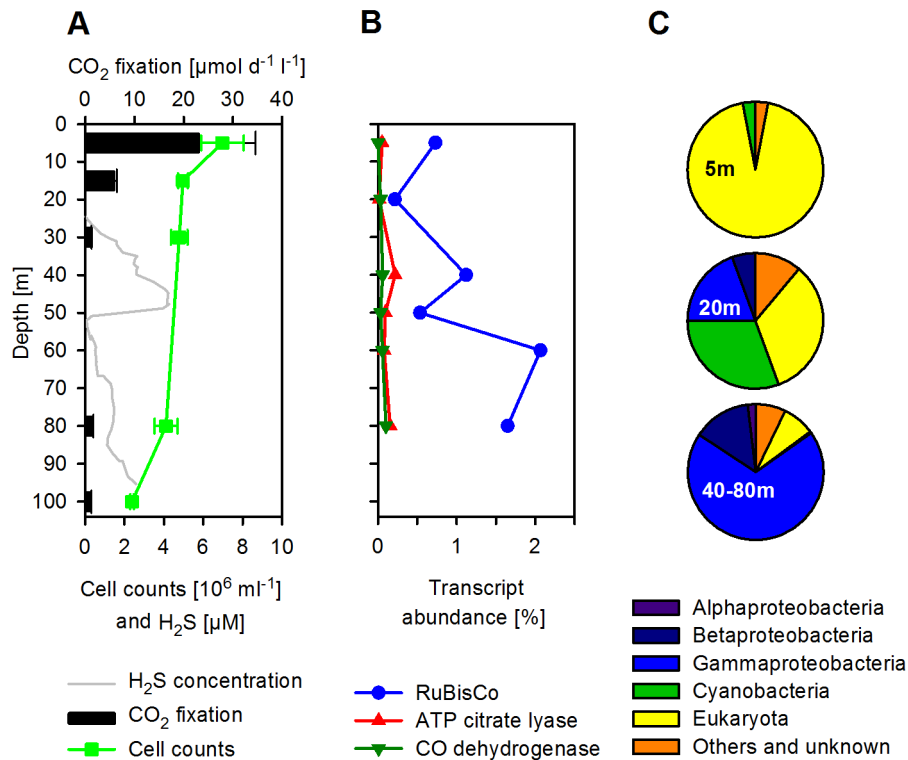 A
CO2 fixation [µmol d-1 l-1]
0 10 20 30 40
0
10
20
30
40
50
60
70
80
90
100
Depth [m]
0 2 4 6 8 10
Cell counts [10^6 ml-1]
and H2S [µM]
H2S concentration
CO2 fixation
Cell counts
B
0 1 2
Transcript
abundance [%]
RuBisCo
ATP citrate lyase
CO dehydrogenase
C
5m
20m
40-80m
Alphaproteobacteria
Betaproteobacteria
Gammaproteobacteria
Cyanobacteria
Eukaryota
Others and unknown